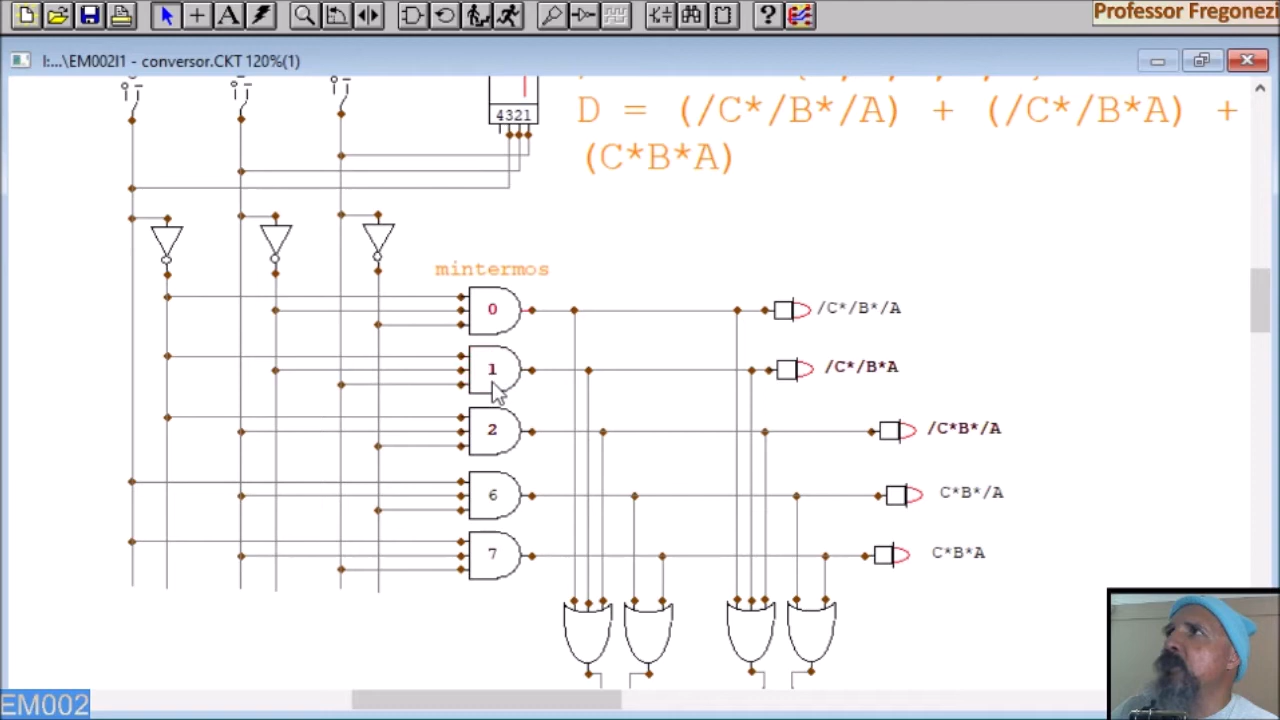 Professor Fregonezi
I:...\EM002I1 - conversor.CKT 120%(1)
4321
D = (/C*/B*/A) + (/C*/B*A) +
(C*B*A)
mintermos
0
/C*/B*/A
1
/C*/B*A
2
/C*B*/A
6
C*B*/A
7
C*B*A
EM002